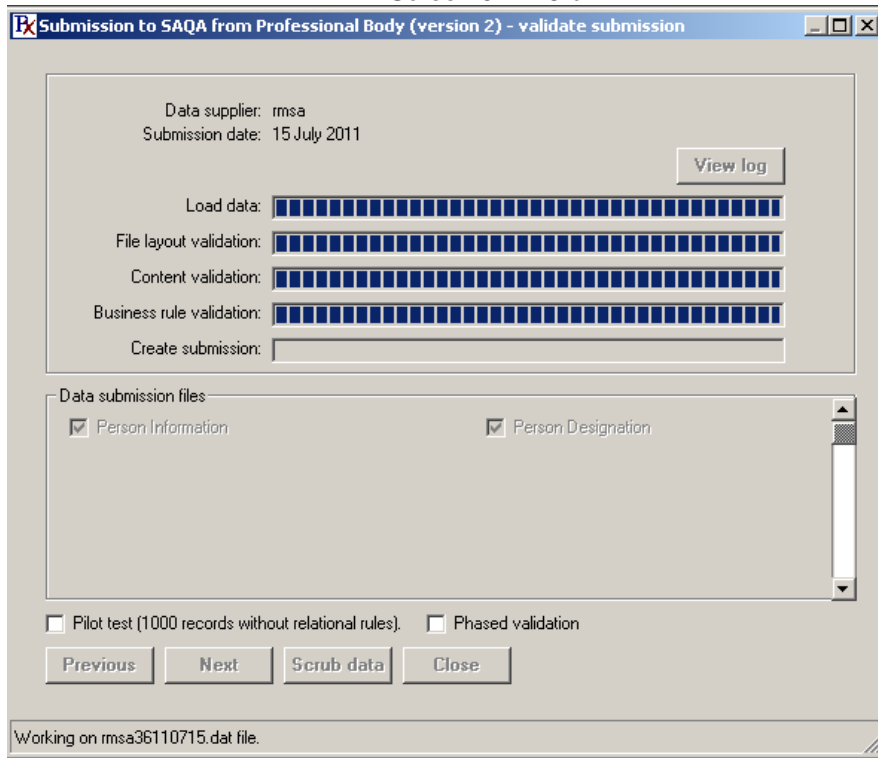 Submission to SAQA from Professional Body (version 2) - validate submission
Data supplier: rmsa
Submission date: 15 July 2011
View log
Load data:
File layout validation:
Content validation:
Business rule validation:
Create submission:
Data submission files
Person Information
Person Designation
Pilot test (1000 records without relational rules).
Phased validation
Previous
Next
Scrub data
Close
Working on rmsa36110715.dat file.